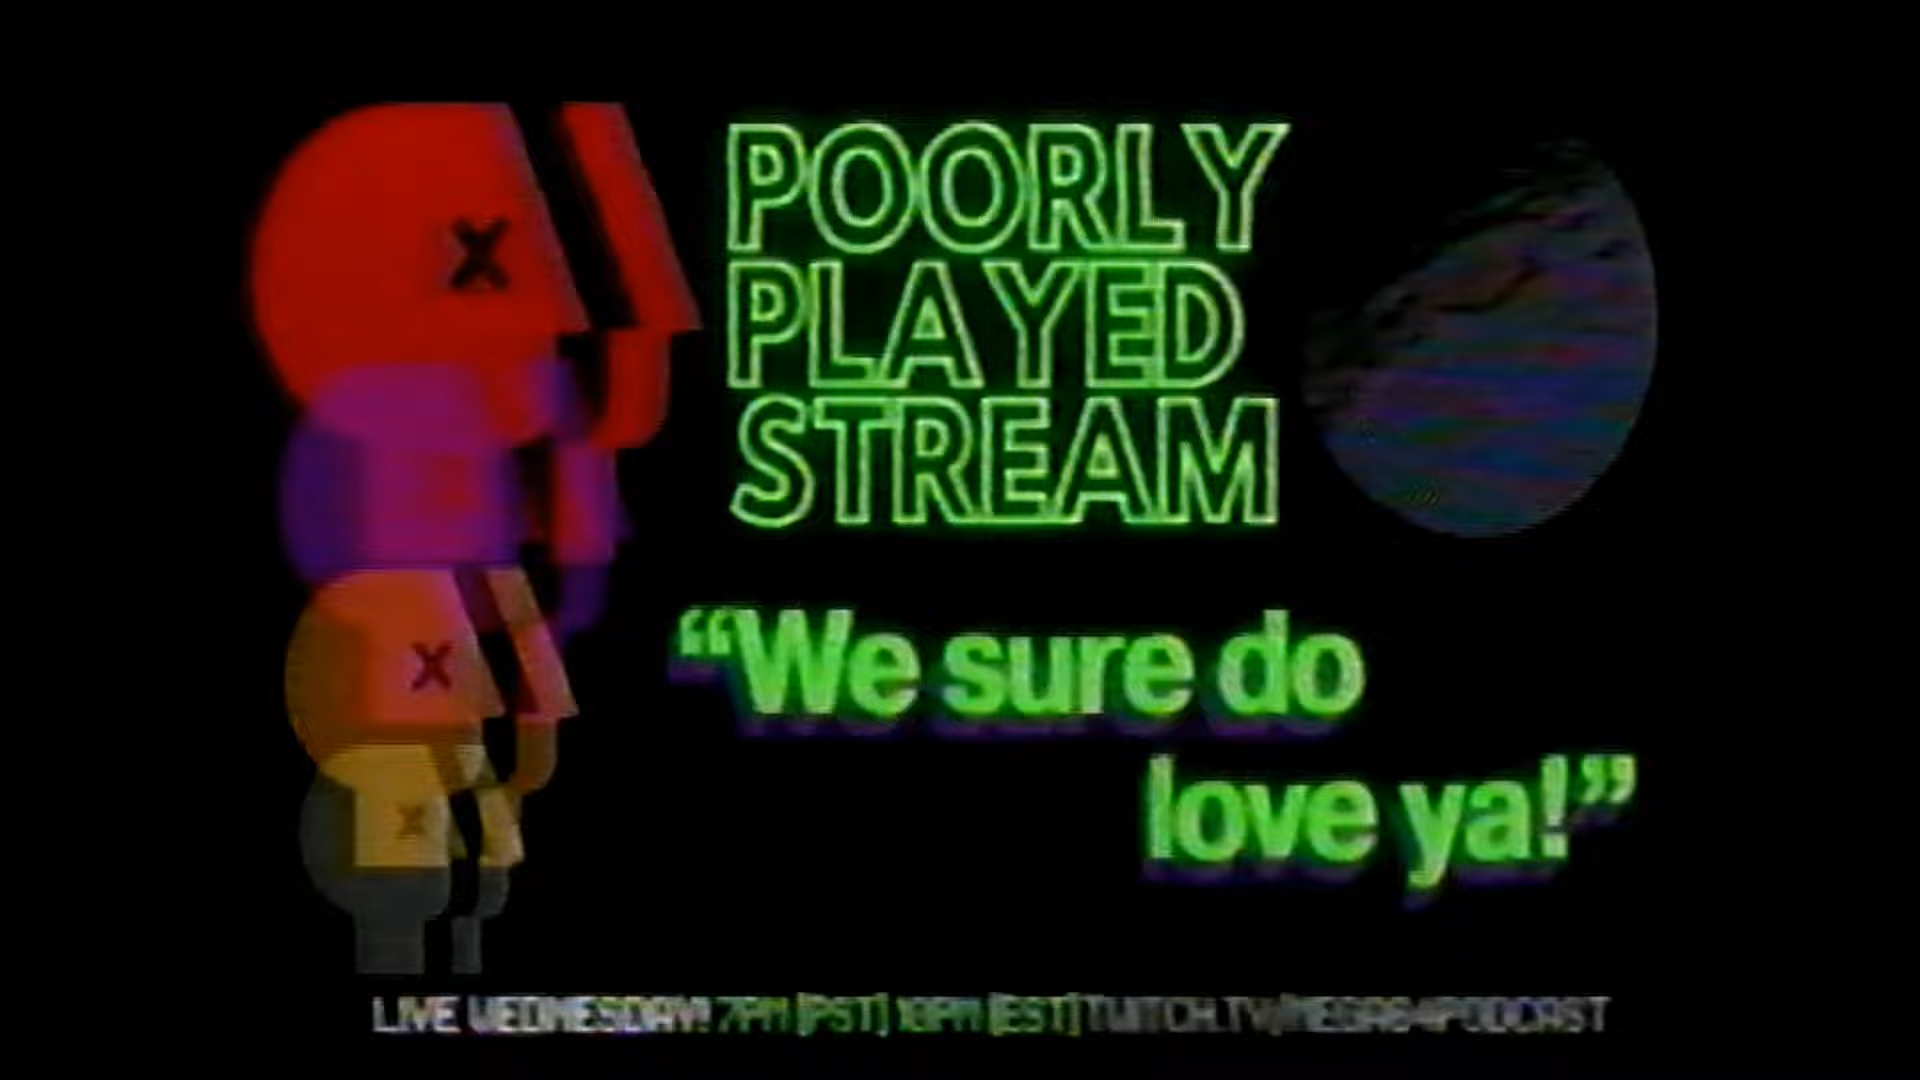 POORLY
PLAYED
STREAM
“We sure do
love ya!”
LIVE WEDNESDAY! 7PM [PST] 10PM [EST] TWITCH.TV/MEGA64PODCAST
X
X
X